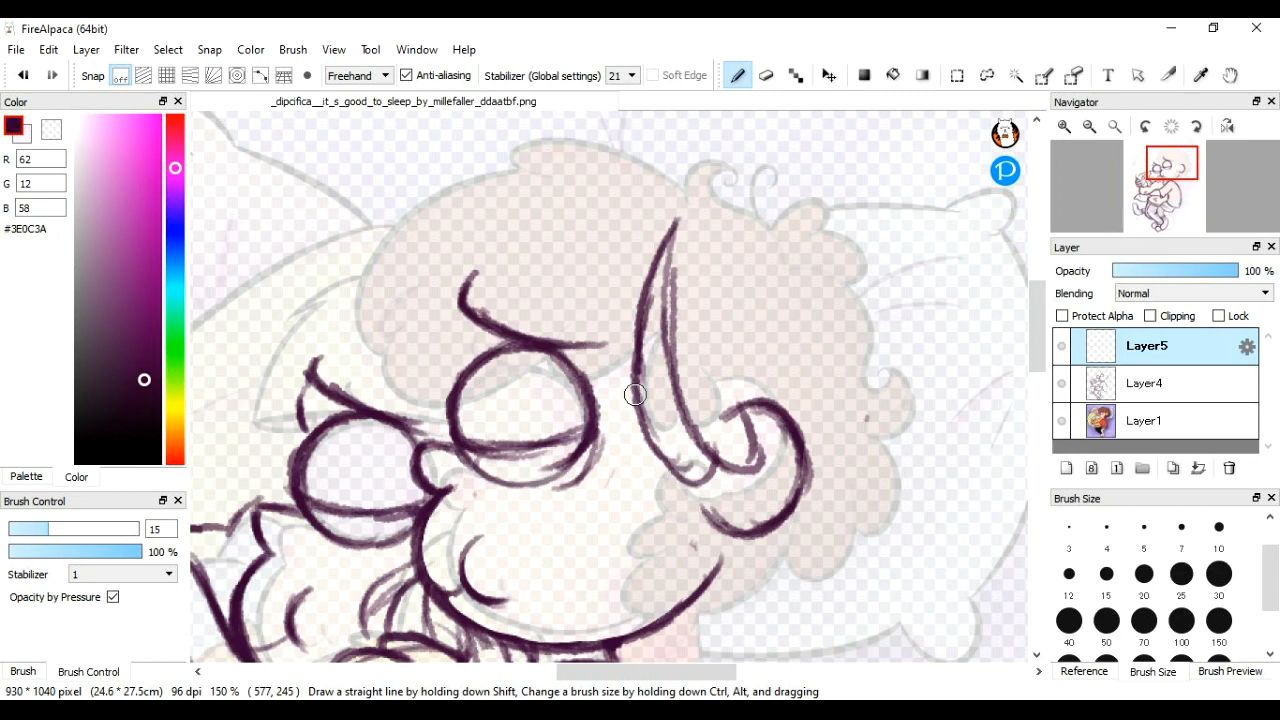 FireAlpaca (64bit)
File Edit Layer Filter Select Snap Color Brush View Tool Window Help
Snap off Freehand Anti-aliasing Stabilizer (Global settings) 21 Soft Edge T
Color
_dipcifica__it_s_good_to_sleep_by_millefaller_ddaatbf.png
Navigator
R 62
G 12
B 58
#3E0C3A
Palette Color
Brush Control
15
100 %
Stabilizer 1
Opacity by Pressure
Brush Brush Control
P
Layer
Opacity 100 %
Blending Normal
Protect Alpha Clipping Lock
Layer5
Layer4
Layer1
8 1
Brush Size
3 4 5 7 10
12 15 20 25 30
40 50 70 100 150
Reference Brush Size Brush Preview
930 * 1040 pixel (24.6 * 27.5cm) 96 dpi 150 % ( 577, 245 ) Draw a straight line by holding down Shift, Change a brush size by holding down Ctrl, Alt, and dragging